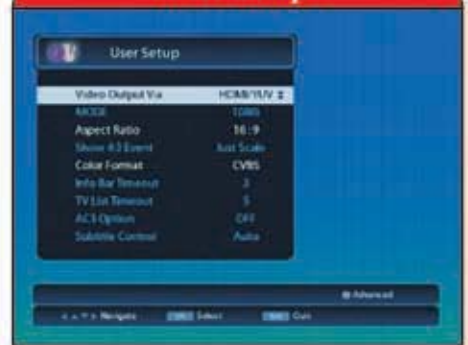 User Setup
Video Output Via HDMI/YUV
MODE 1080i
Aspect Ratio 16:9
Show 4:3 Event Just Scale
Color Format CVBS
Info Bar Timeout 3
TV List Timeout 5
ACS Option OFF
Subtitle Control Auto
Advanced
Navigate Select Quit